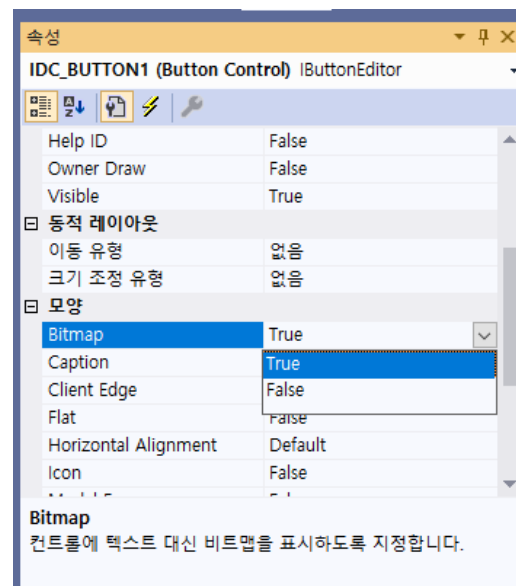 속성
IDC_BUTTON1 (Button Control) IButtonEditor
Help ID False
Owner Draw False
Visible True
동적 레이아웃
이동 유형 없음
크기 조정 유형 없음
모양
Bitmap True
Caption True
Client Edge False
Flat False
Horizontal Alignment Default
Icon False
Bitmap
컨트롤에 텍스트 대신 비트맵을 표시하도록 지정합니다.